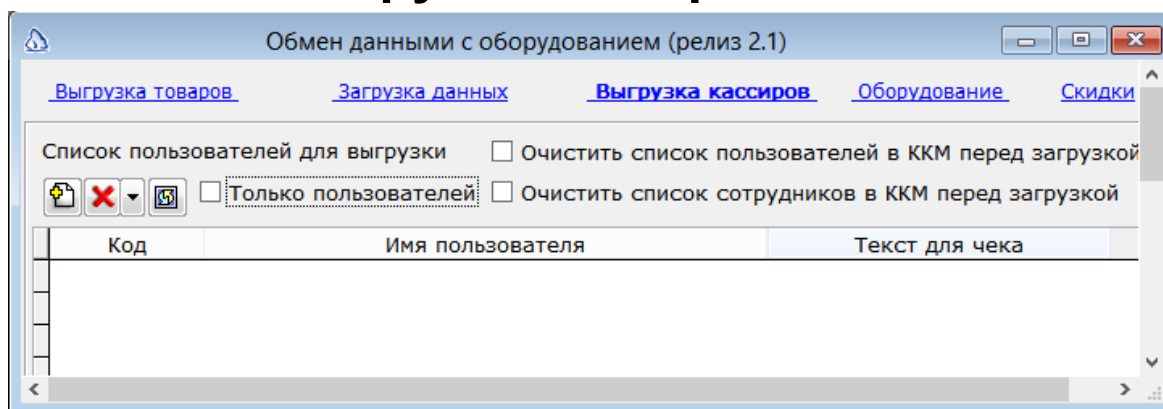 Обмен данными с оборудованием (релиз 2.1)
Выгрузка товаров Загрузка данных Выгрузка кассиров Оборудование Скидки
Список пользователей для выгрузки Очистить список пользователей в ККМ перед загрузкой
Только пользователей Очистить список сотрудников в ККМ перед загрузкой
Код Имя пользователя Текст для чека